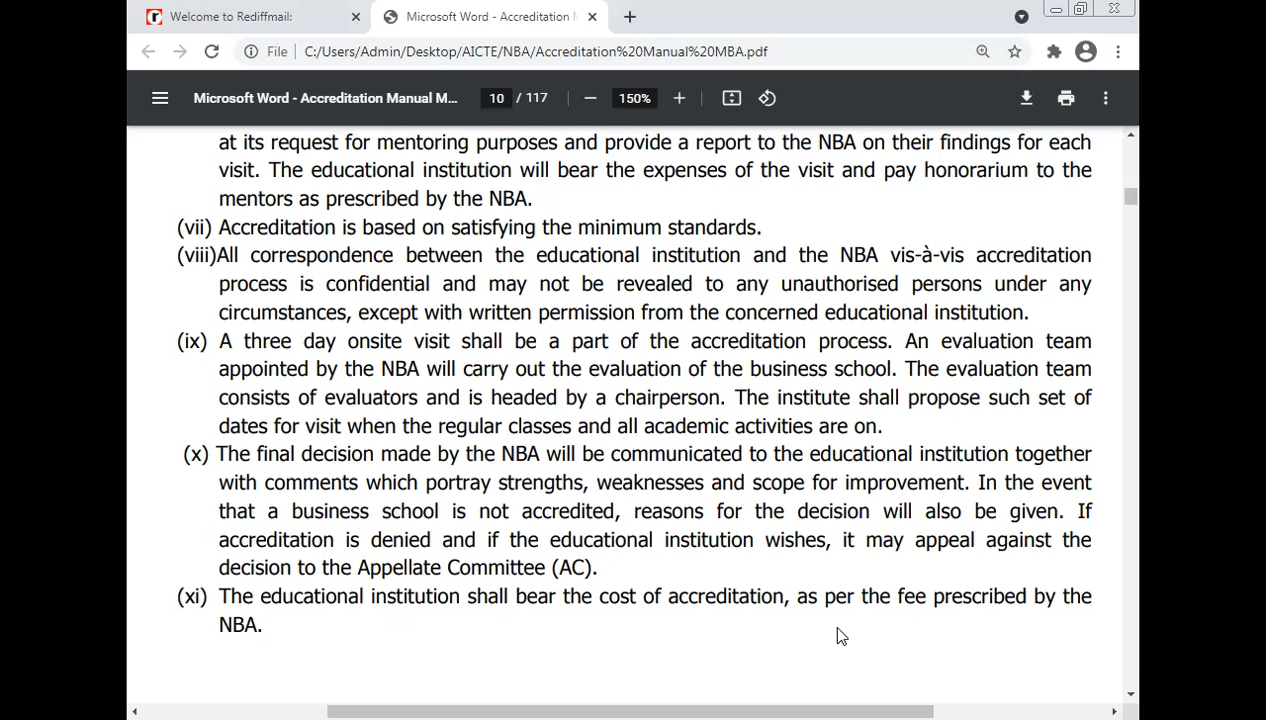 Welcome to Rediffmail:
Microsoft Word - Accreditation M
File
C:/Users/Admin/Desktop/AICTE/NBA/Accreditation%20Manual%20MBA.pdf
Microsoft Word - Accreditation Manual M...
10 / 117
150%
at its request for mentoring purposes and provide a report to the NBA on their findings for each
visit. The educational institution will bear the expenses of the visit and pay honorarium to the
mentors as prescribed by the NBA.
(vii) Accreditation is based on satisfying the minimum standards.
(viii)All correspondence between the educational institution and the NBA vis-à-vis accreditation
process is confidential and may not be revealed to any unauthorised persons under any
circumstances, except with written permission from the concerned educational institution.
(ix) A three day onsite visit shall be a part of the accreditation process. An evaluation team
appointed by the NBA will carry out the evaluation of the business school. The evaluation team
consists of evaluators and is headed by a chairperson. The institute shall propose such set of
dates for visit when the regular classes and all academic activities are on.
(x) The final decision made by the NBA will be communicated to the educational institution together
with comments which portray strengths, weaknesses and scope for improvement. In the event
that a business school is not accredited, reasons for the decision will also be given. If
accreditation is denied and if the educational institution wishes, it may appeal against the
decision to the Appellate Committee (AC).
(xi) The educational institution shall bear the cost of accreditation, as per the fee prescribed by the
NBA.